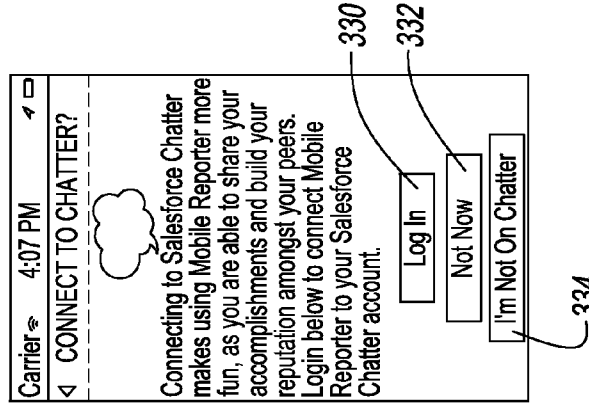 Carrier 4:07 PM
CONNECT TO CHATTER?
Connecting to Salesforce Chatter
makes using Mobile Reporter more
fun, as you are able to share your
accomplishments and build your
reputation amongst your peers.
Login below to connect Mobile
Reporter to your Salesforce
Chatter account.
Log In
330
Not Now
332
I'm Not On Chatter
334